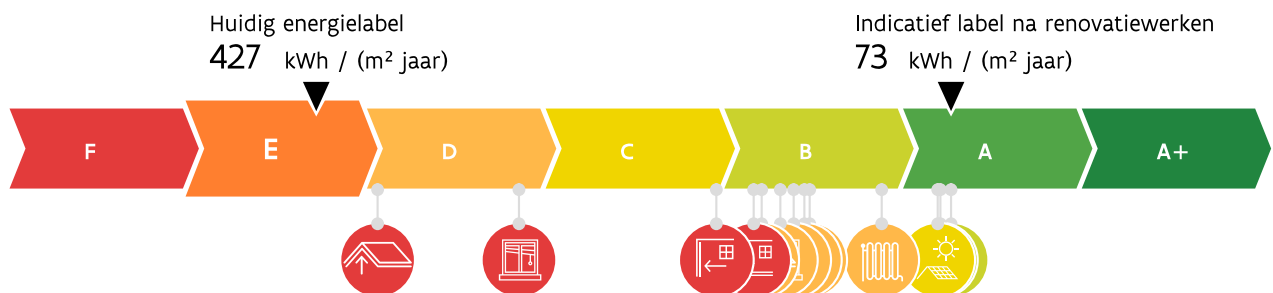 Huidig energielabel
427 kWh / (m² jaar)
Indicatief label na renovatiewerken
73 kWh / (m² jaar)
F E D C B A A+